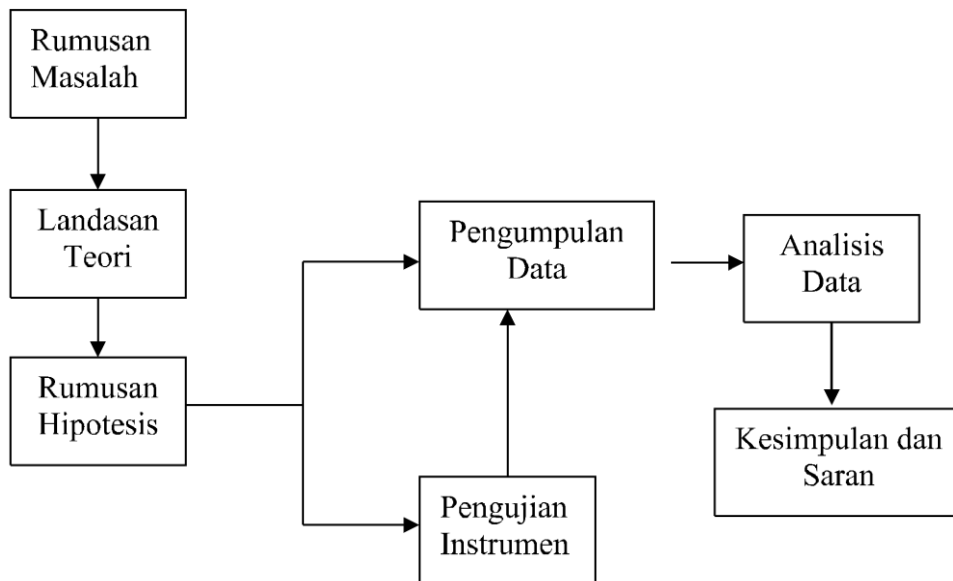 Rumusan
Masalah
Landasan
Teori
Rumusan
Hipotesis
Pengumpulan
Data
Pengujian
Instrumen
Analisis
Data
Kesimpulan dan
Saran